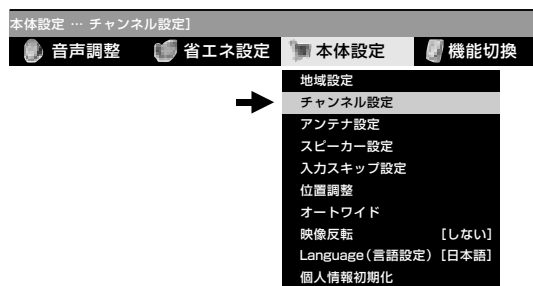 本体設定 … チャンネル設定]
音声調整 省エネ設定 本体設定 機能切換
地域設定
チャンネル設定
アンテナ設定
スピーカー設定
入力スキップ設定
位置調整
オートワイド
映像反転 [しない]
Language(言語設定) [日本語]
個人情報初期化